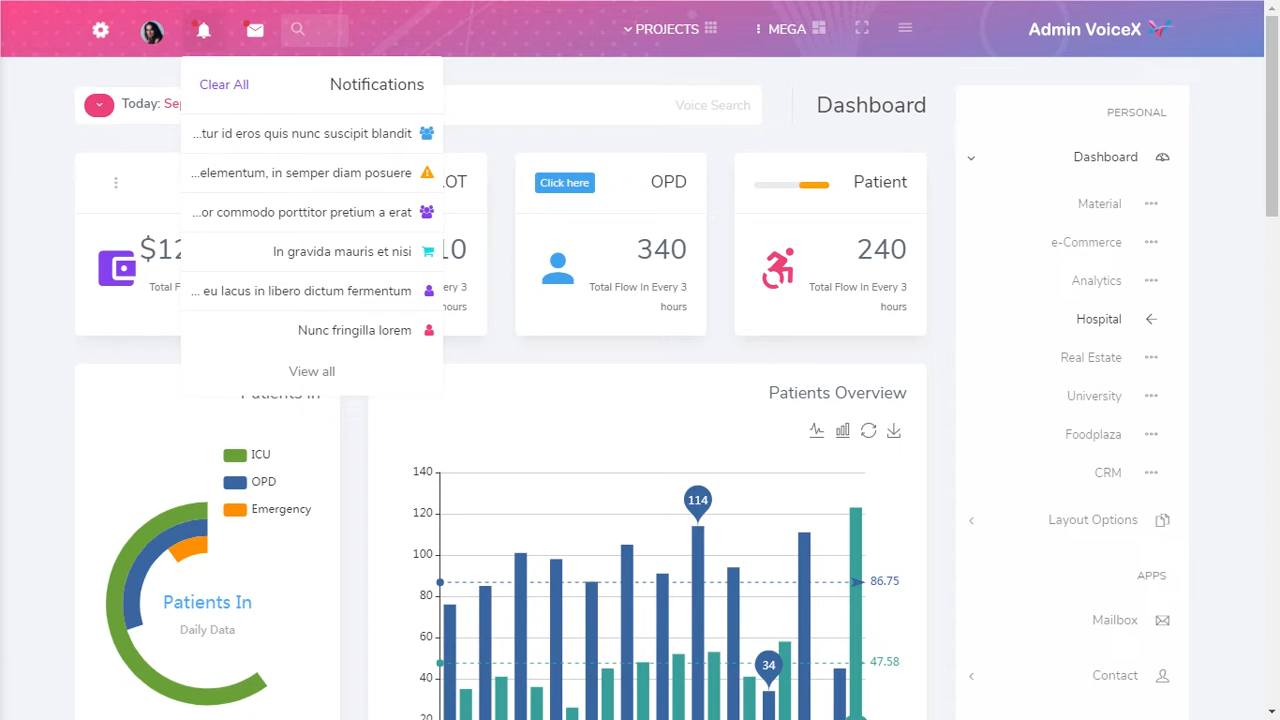 PROJECTS
MEGA
Admin VoiceX
Clear All
Notifications
...tur id eros quis nunc suscipit blandit
...elementum, in semper diam posuere
...or commodo porttitor pretium a erat
In gravida mauris et nisi
... eu lacus in libero dictum fermentum
Nunc fringilla lorem
View all
Today: Sep
Voice Search
Dashboard
$12
Total F
OT
10
ery 3
hours
Click here
OPD
340
Total Flow In Every 3
hours
Patient
240
Total Flow In Every 3
hours
Patients In
ICU
OPD
Emergency
Patients In
Daily Data
Patients Overview
140
120
100
80
60
40
20
114
34
86.75
47.58
PERSONAL
Dashboard
Material
e-Commerce
Analytics
Hospital
Real Estate
University
Foodplaza
CRM
Layout Options
APPS
Mailbox
Contact